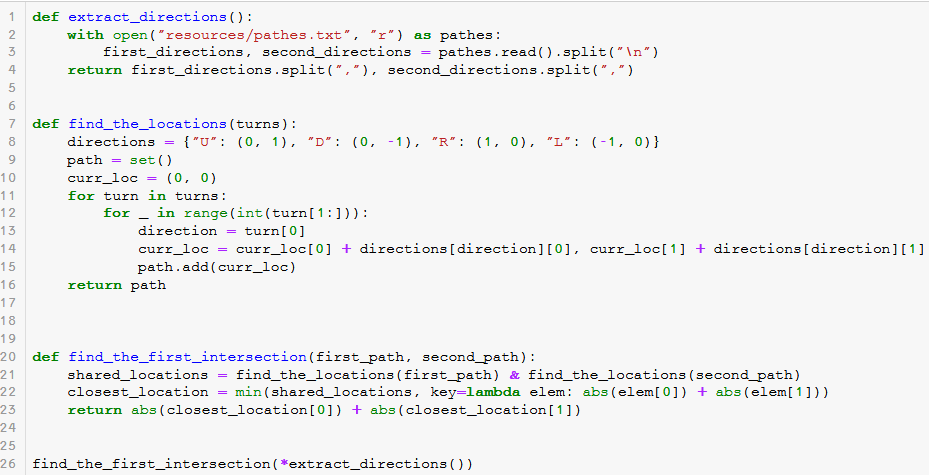 1 def extract_directions():
2     with open("resources/pathes.txt", "r") as pathes:
3         first_directions, second_directions = pathes.read().split("\n")
4     return first_directions.split(","), second_directions.split(",")
5
6
7 def find_the_locations(turns):
8     directions = {"U": (0, 1), "D": (0, -1), "R": (1, 0), "L": (-1, 0)}
9     path = set()
10     curr_loc = (0, 0)
11     for turn in turns:
12         for _ in range(int(turn[1:])):
13             direction = turn[0]
14             curr_loc = curr_loc[0] + directions[direction][0], curr_loc[1] + directions[direction][1]
15             path.add(curr_loc)
16     return path
17
18
19
20 def find_the_first_intersection(first_path, second_path):
21     shared_locations = find_the_locations(first_path) & find_the_locations(second_path)
22     closest_location = min(shared_locations, key=lambda elem: abs(elem[0]) + abs(elem[1]))
23     return abs(closest_location[0]) + abs(closest_location[1])
24
25
26 find_the_first_intersection(*extract_directions())